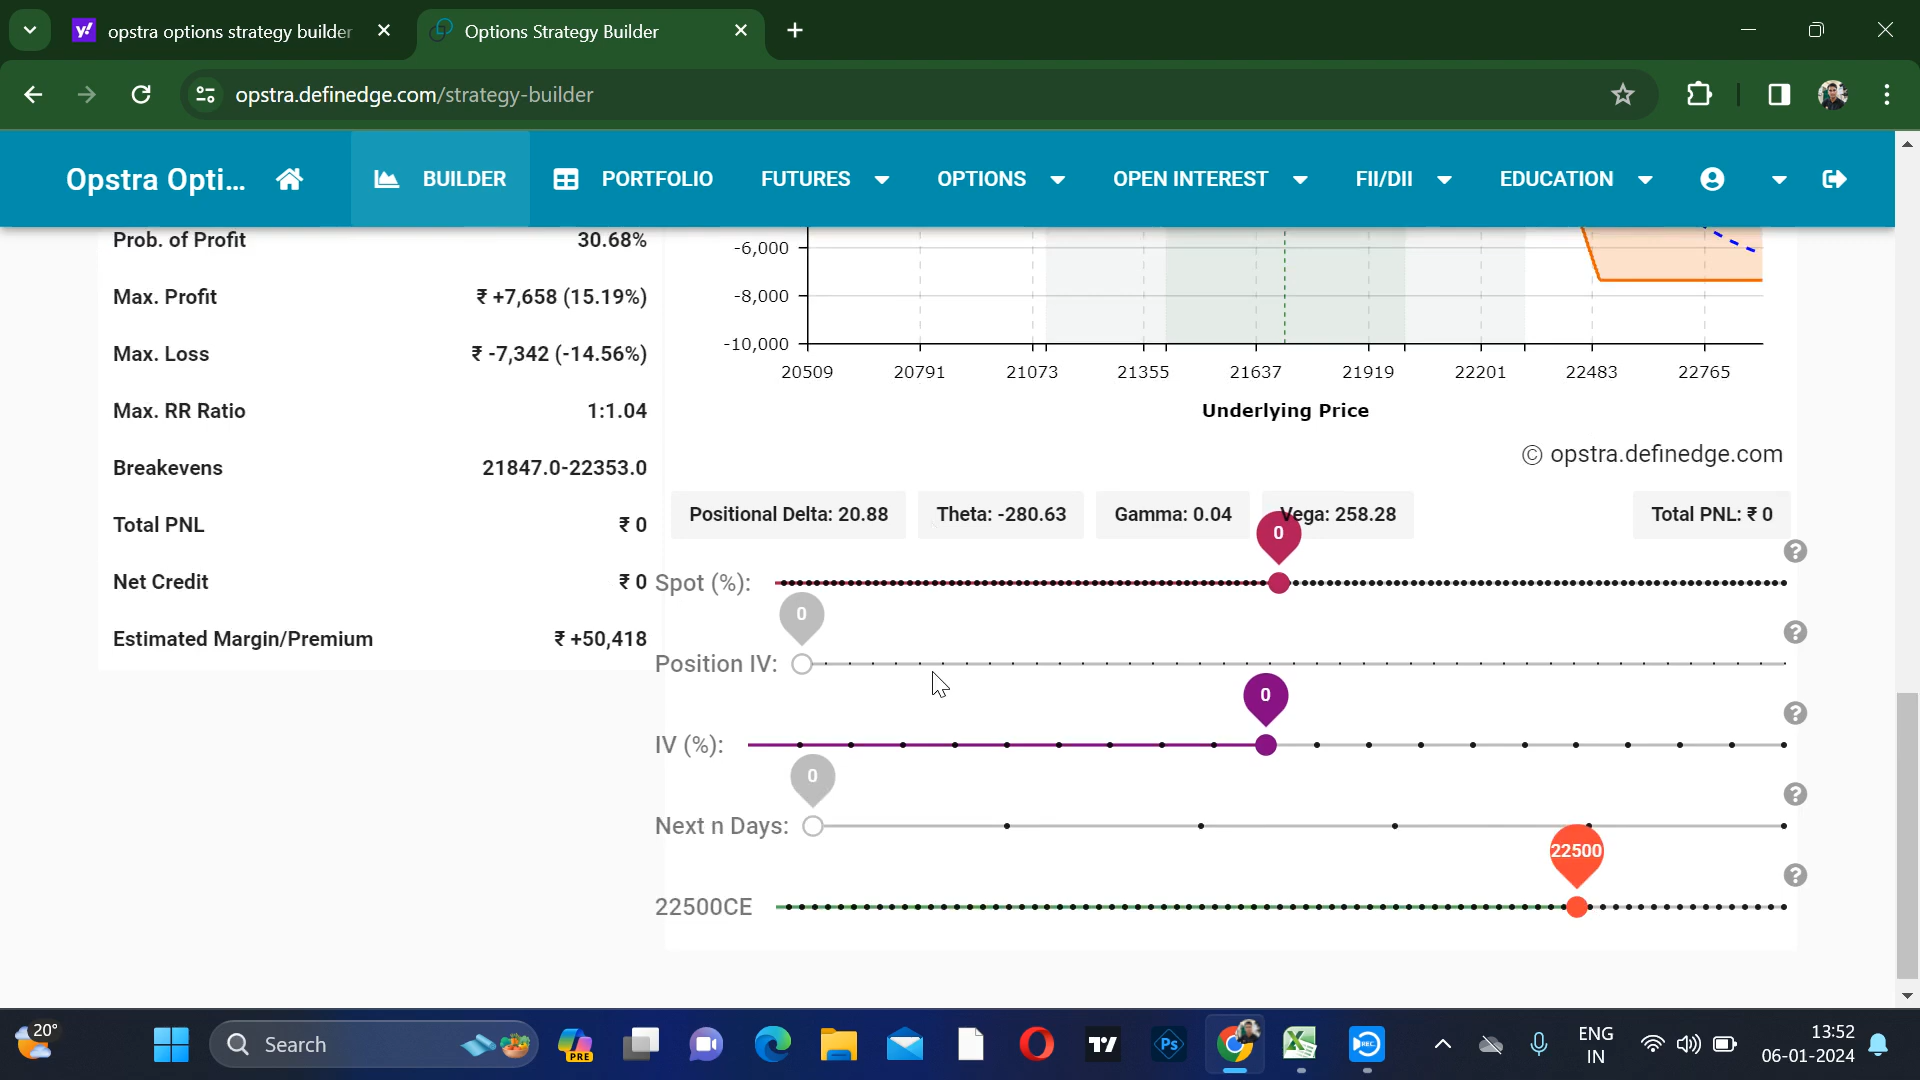 opstra options strategy builder
Options Strategy Builder
opstra.definedge.com/strategy-builder
Opstra Opti... BUILDER PORTFOLIO FUTURES OPTIONS OPEN INTEREST FII/DII EDUCATION
Prob. of Profit 30.68%
Max. Profit ₹ +7,658 (15.19%)
Max. Loss ₹ -7,342 (-14.56%)
Max. RR Ratio 1:1.04
Breakevens 21847.0-22353.0
Total PNL ₹ 0
Net Credit ₹ 0
Estimated Margin/Premium ₹ +50,418
-6,000
-8,000
-10,000
20509 20791 21073 21355 21637 21919 22201 22483 22765
Underlying Price
© opstra.definedge.com
Positional Delta: 20.88 Theta: -280.63 Gamma: 0.04 Vega: 258.28 Total PNL: ₹ 0
0
?
Spot (%):
0
?
Position IV:
0
?
IV (%):
0
?
Next n Days:
22500
?
22500CE
20°
Search
PRE
Ps
REC
ENG
IN
13:52
06-01-2024